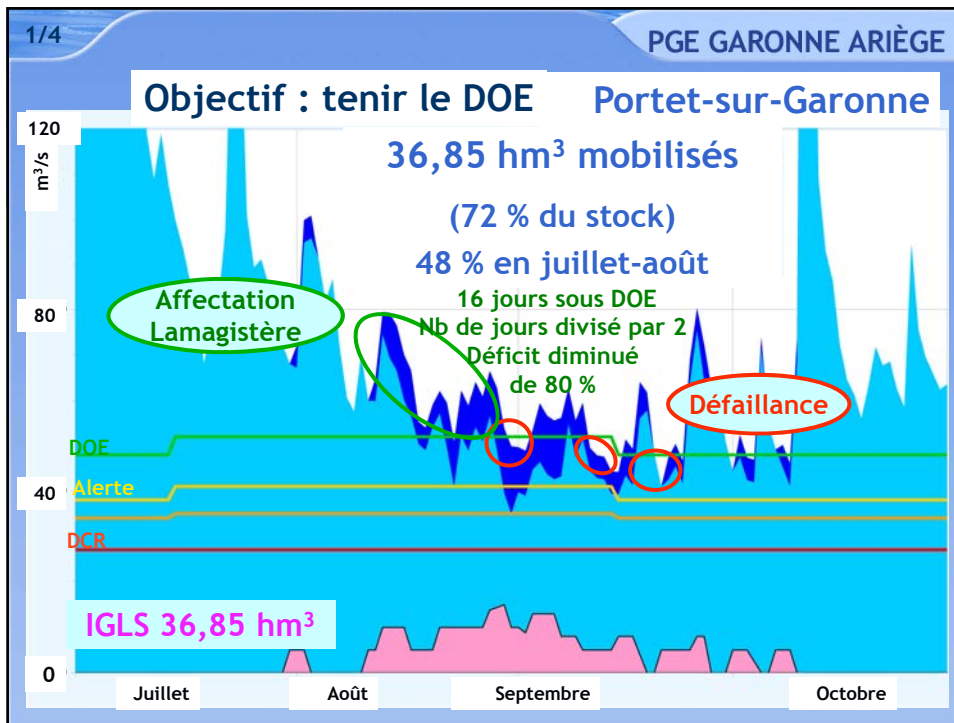 1/4
PGE GARONNE ARIÈGE
Objectif : tenir le DOE
Portet-sur-Garonne
120
m³/s
36,85 hm³ mobilisés
(72 % du stock)
48 % en juillet-août
Affectation
Lamagistère
16 jours sous DOE
Nb de jours divisé par 2
Déficit diminué
de 80 %
80
Défaillance
DOE
Alerte
40
DCR
IGLS 36,85 hm³
0
Juillet
Août
Septembre
Octobre